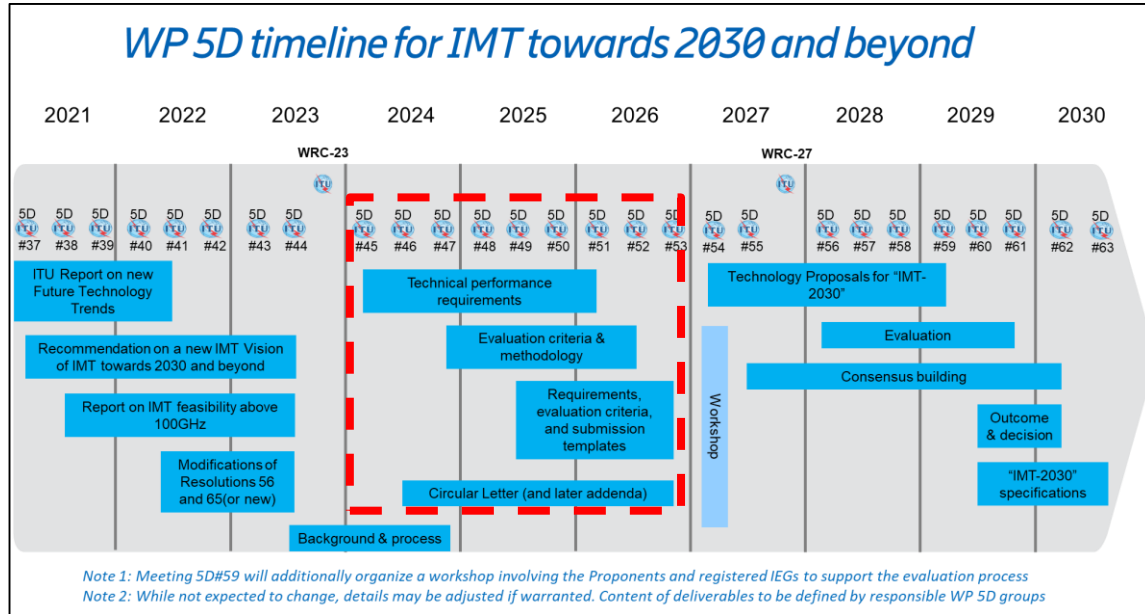 WP 5D timeline for IMT towards 2030 and beyond
2021 2022 2023 2024 2025 2026 2027 2028 2029 2030
WRC-23 WRC-27
5D 5D 5D 5D 5D 5D 5D 5D 5D 5D 5D 5D 5D 5D 5D 5D 5D 5D 5D 5D 5D 5D 5D 5D 5D 5D 5D
#37 #38 #39 #40 #41 #42 #43 #44 #45 #46 #47 #48 #49 #50 #51 #52 #53 #54 #55 #56 #57 #58 #59 #60 #61 #62 #63
ITU Report on new
Future Technology
Trends
Technical performance
requirements
Technology Proposals for “IMT-
2030”
Recommendation on a new IMT Vision
of IMT towards 2030 and beyond
Evaluation criteria &
methodology
Evaluation
Consensus building
Report on IMT feasibility above
100GHz
Requirements,
evaluation criteria,
and submission
templates
Workshop
Outcome
& decision
Modifications of
Resolutions 56
and 65(or new)
Circular Letter (and later addenda)
“IMT-2030”
specifications
Background & process
Note 1: Meeting 5D#59 will additionally organize a workshop involving the Proponents and registered IEGs to support the evaluation process
Note 2: While not expected to change, details may be adjusted if warranted. Content of deliverables to be defined by responsible WP 5D groups